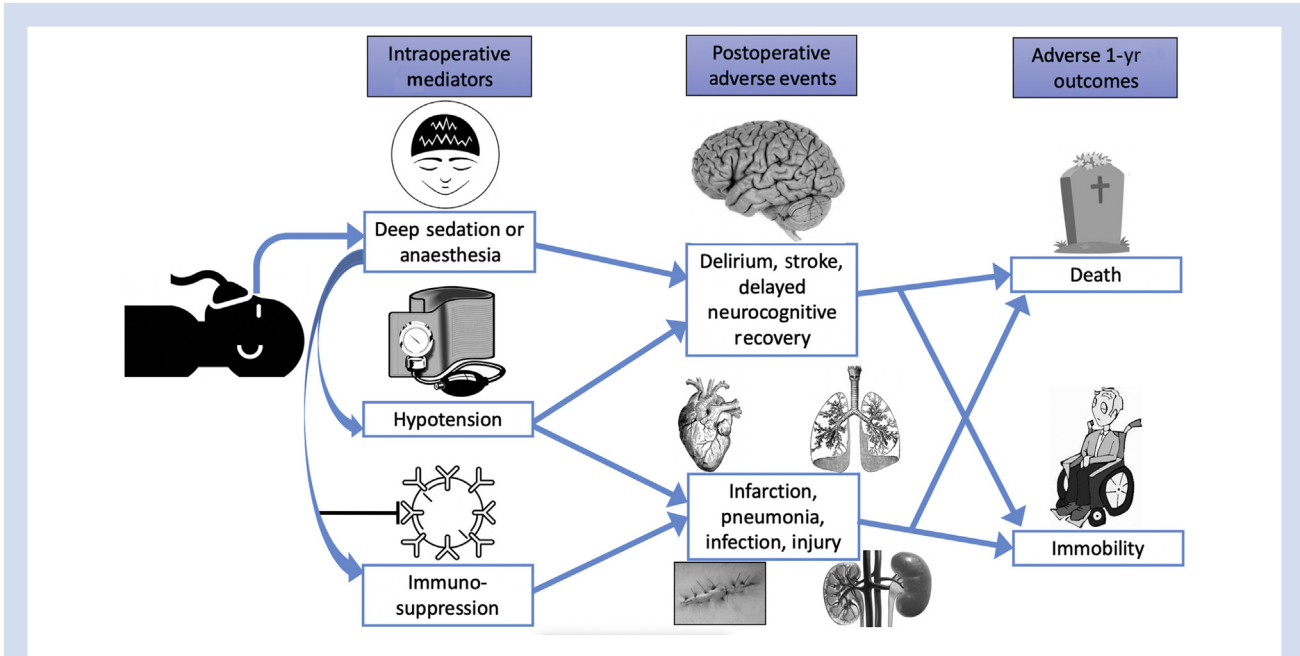 Intraoperative
mediators
Postoperative
adverse events
Adverse 1-yr
outcomes
Deep sedation or
anaesthesia
Delirium, stroke,
delayed
neurocognitive
recovery
Death
Hypotension
Infarction,
pneumonia,
infection, injury
Immobility
Immuno-
suppression